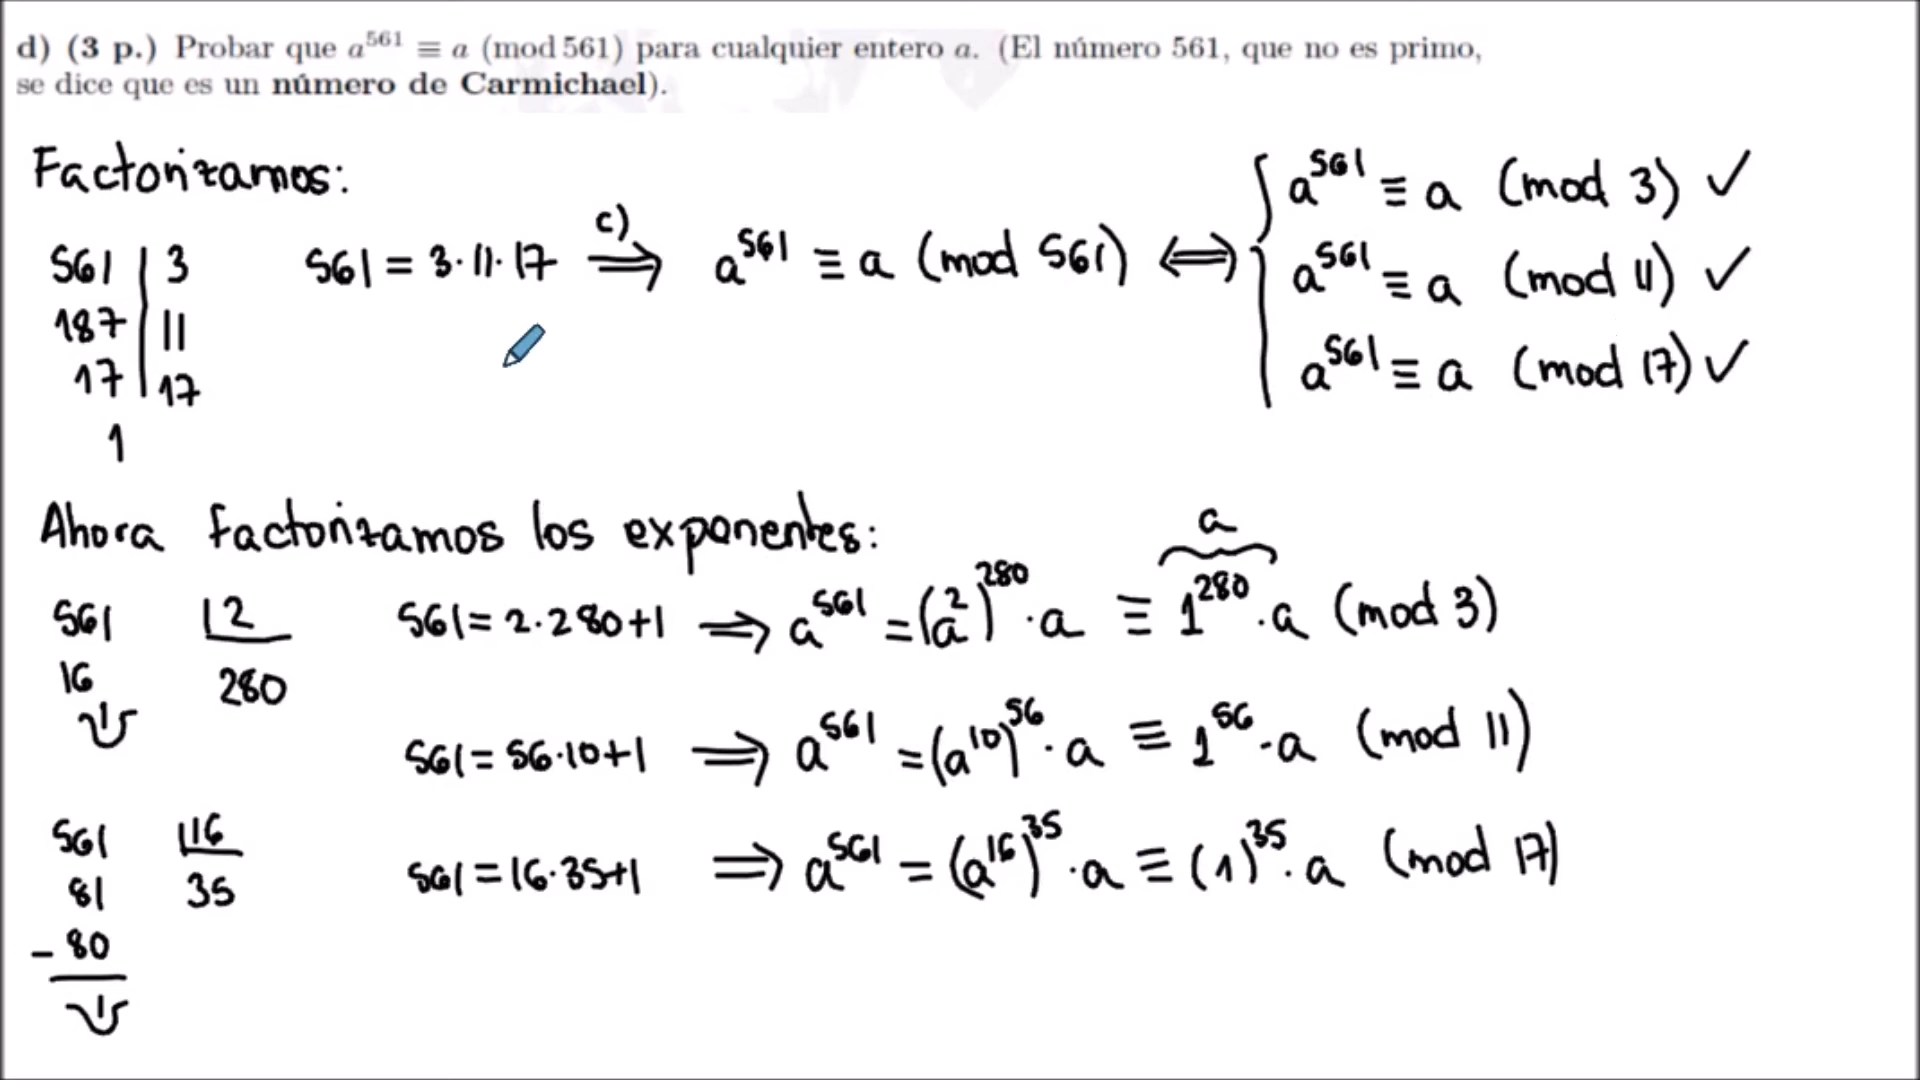 d) (3 p.) Probar que a^561 ≡ a (mod 561) para cualquier entero a. (El número 561, que no es primo,
se dice que es un número de Carmichael).
Factorizamos:
561 | 3
187 | 11
17 | 17
1
561 = 3·11·17 ⟹ c) a^561 ≡ a (mod 561) ⟺
a^561 ≡ a (mod 3) ✓
a^561 ≡ a (mod 11) ✓
a^561 ≡ a (mod 17) ✓
Ahora factorizamos los exponentes:
a
561 |2
16 280
1
561 = 2·280+1 ⟹ a^561 = (a^2)^280 · a ≡ 1^280 · a (mod 3)
561 = 56·10+1 ⟹ a^561 = (a^10)^56 · a ≡ 1^56 · a (mod 11)
561 |16
81 35
- 80
1
561 = 16·35+1 ⟹ a^561 = (a^16)^35 · a ≡ (1)^35 · a (mod 17)